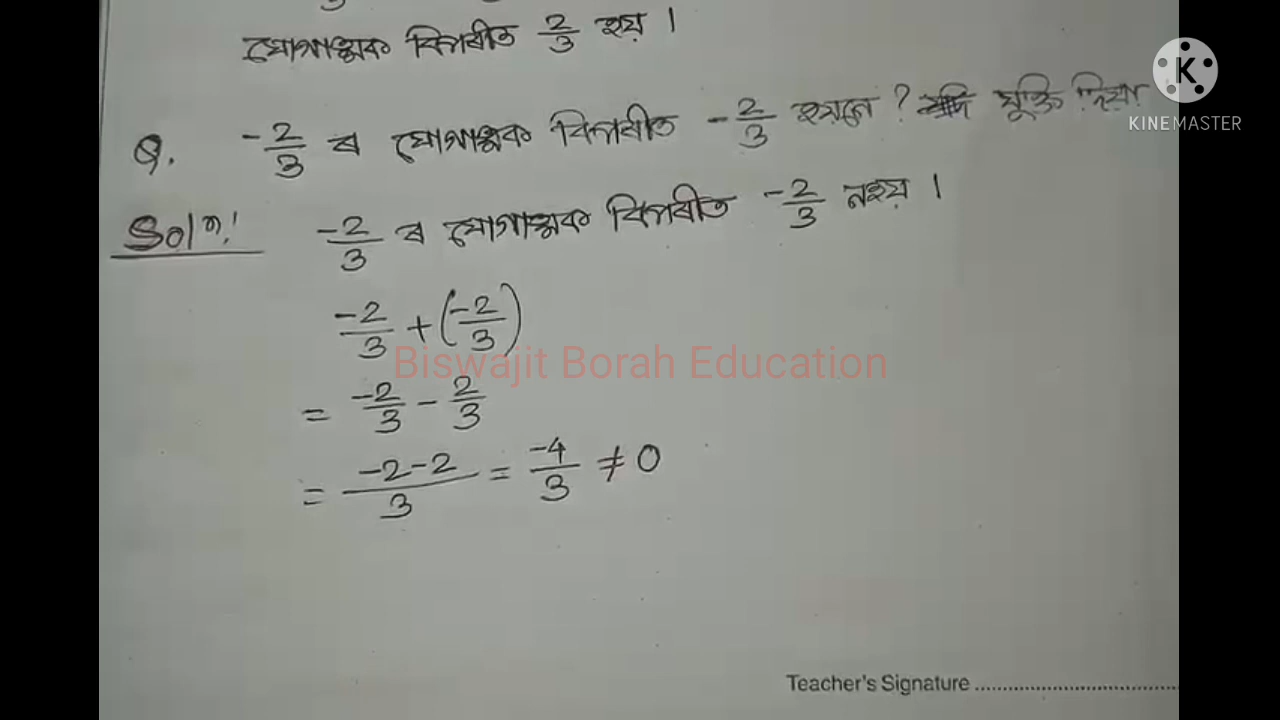 যোগাত্মক বিপৰীত 2/3 হয় ।
KINEMASTER
Q. -2/3 ৰ যোগাত্মক বিপৰীত -2/3 হয়নে? যুক্তি দিয়া
Solⁿ: -2/3 ৰ যোগাত্মক বিপৰীত -2/3 নহয় ।
-2/3 + (-2/3)
Biswajit Borah Education
= -2/3 - 2/3
= -2-2/3 = -4/3 ≠ 0
Teacher's Signature ................................